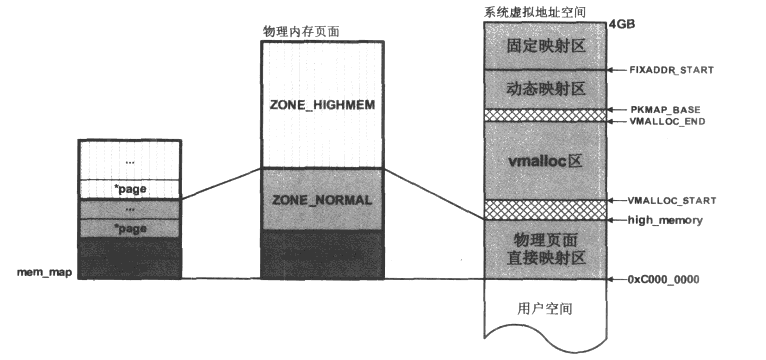 系统虚拟地址空间
4GB
物理内存页面
固定映射区
FIXADDR_START
ZONE_HIGHMEM
动态映射区
PKMAP_BASE
VMALLOC_END
...
vmalloc区
*page
...
ZONE_NORMAL
VMALLOC_START
*page
high_memory
物理页面
直接映射区
mem_map
0xC000_0000
用户空间